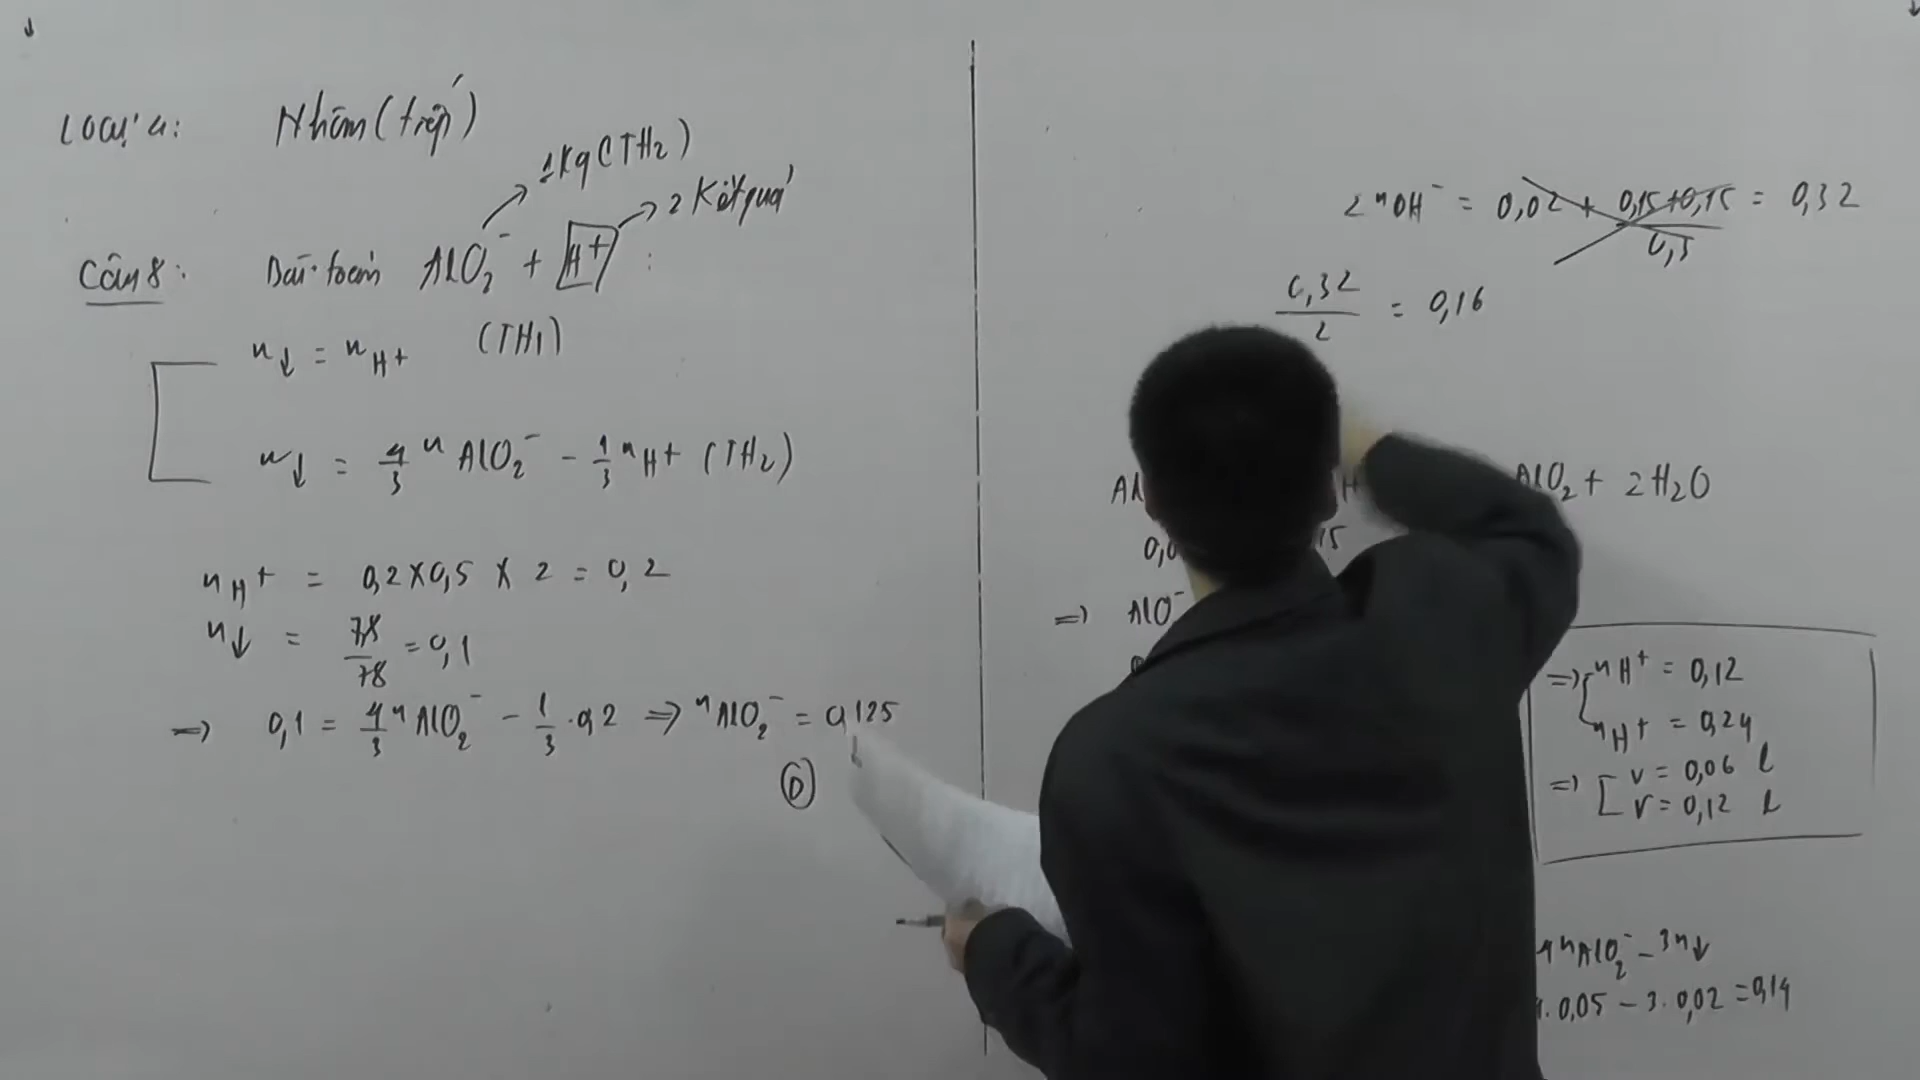 Loại 4: Nhôm (tiếp)
1 Kq (TH2)
2 Kết quả
Câu 8: Bài toán AlO₂⁻ + H⁺ :
n↓ = nH⁺ (TH1)
n↓ = 4/3 nAlO₂⁻ - 1/3 nH⁺ (TH2)
nH⁺ = 0,2 x 0,5 x 2 = 0,2
n↓ = 7,8/78 = 0,1
=> 0,1 = 4/3 nAlO₂⁻ - 1/3 . 0,2 => nAlO₂⁻ = 0,125
D
nOH⁻ = 0,02 + (0,15+0,15)/0,3 = 0,32
0,32/2 = 0,16
AlO₂ + 2H₂O
=> AlO⁻
=> nH⁺ = 0,12
nH⁺ = 0,24
=> V = 0,06 l
V = 0,12 l
4nAlO₂⁻ - 3n↓
4. 0,05 - 3. 0,02 = 0,14